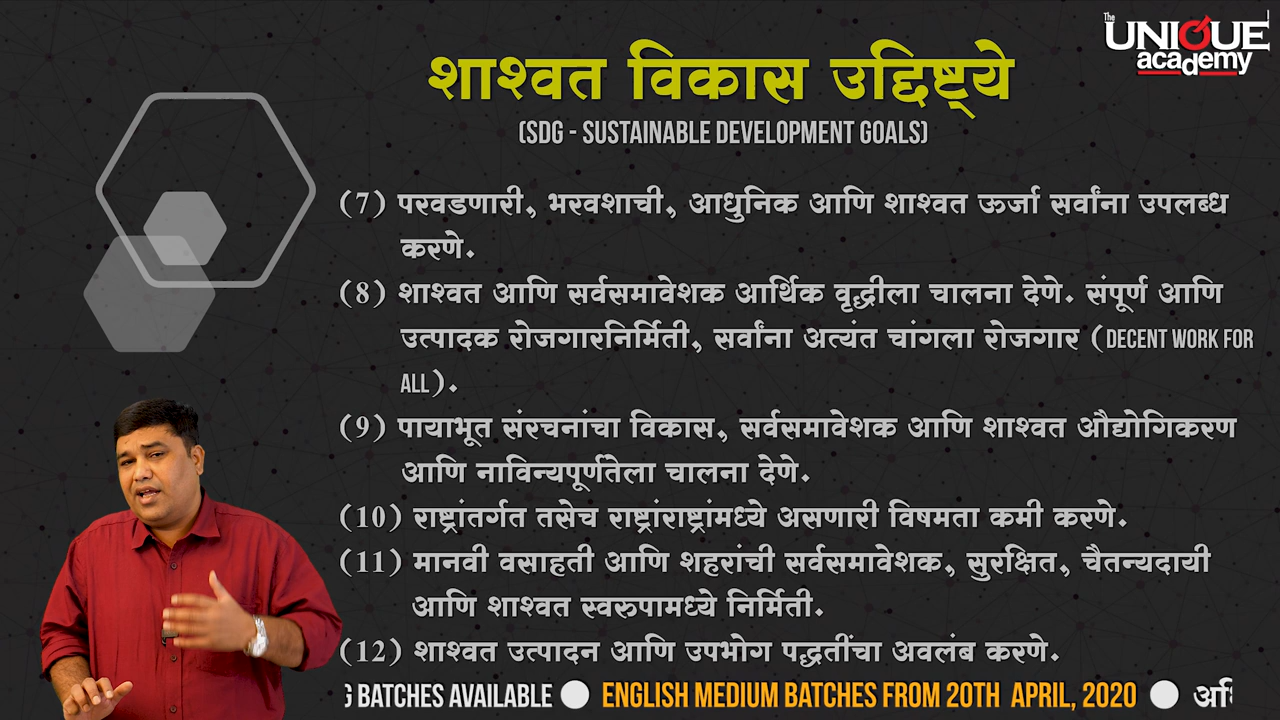 The
UNIQUE
academy
शाश्वत विकास उद्दिष्ट्ये
(SDG - SUSTAINABLE DEVELOPMENT GOALS)
(7) परवडणारी, भरवशाची, आधुनिक आणि शाश्वत ऊर्जा सर्वांना उपलब्ध
करणे.
(8) शाश्वत आणि सर्वसमावेशक आर्थिक वृद्धीला चालना देणे. संपूर्ण आणि
उत्पादक रोजगारनिर्मिती, सर्वांना अत्यंत चांगला रोजगार (DECENT WORK FOR
ALL).
(9) पायाभूत संरचनांचा विकास, सर्वसमावेशक आणि शाश्वत औद्योगिकरण
आणि नाविन्यपूर्णतेला चालना देणे.
(10) राष्ट्रांतर्गत तसेच राष्ट्रांराष्ट्रांमध्ये असणारी विषमता कमी करणे.
(11) मानवी वसाहती आणि शहरांची सर्वसमावेशक, सुरक्षित, चैतन्यदायी
आणि शाश्वत स्वरुपामध्ये निर्मिती.
(12) शाश्वत उत्पादन आणि उपभोग पद्धतींचा अवलंब करणे.
G BATCHES AVAILABLE ● ENGLISH MEDIUM BATCHES FROM 20TH APRIL, 2020 ●